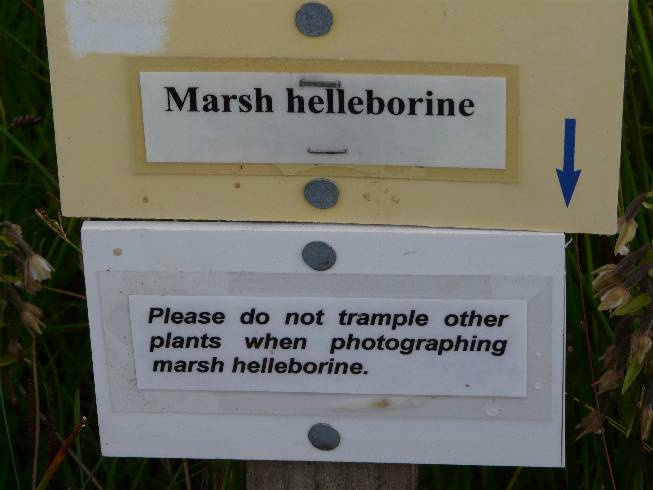 Marsh helleborine
Please do not trample other
plants when photographing
marsh helleborine.